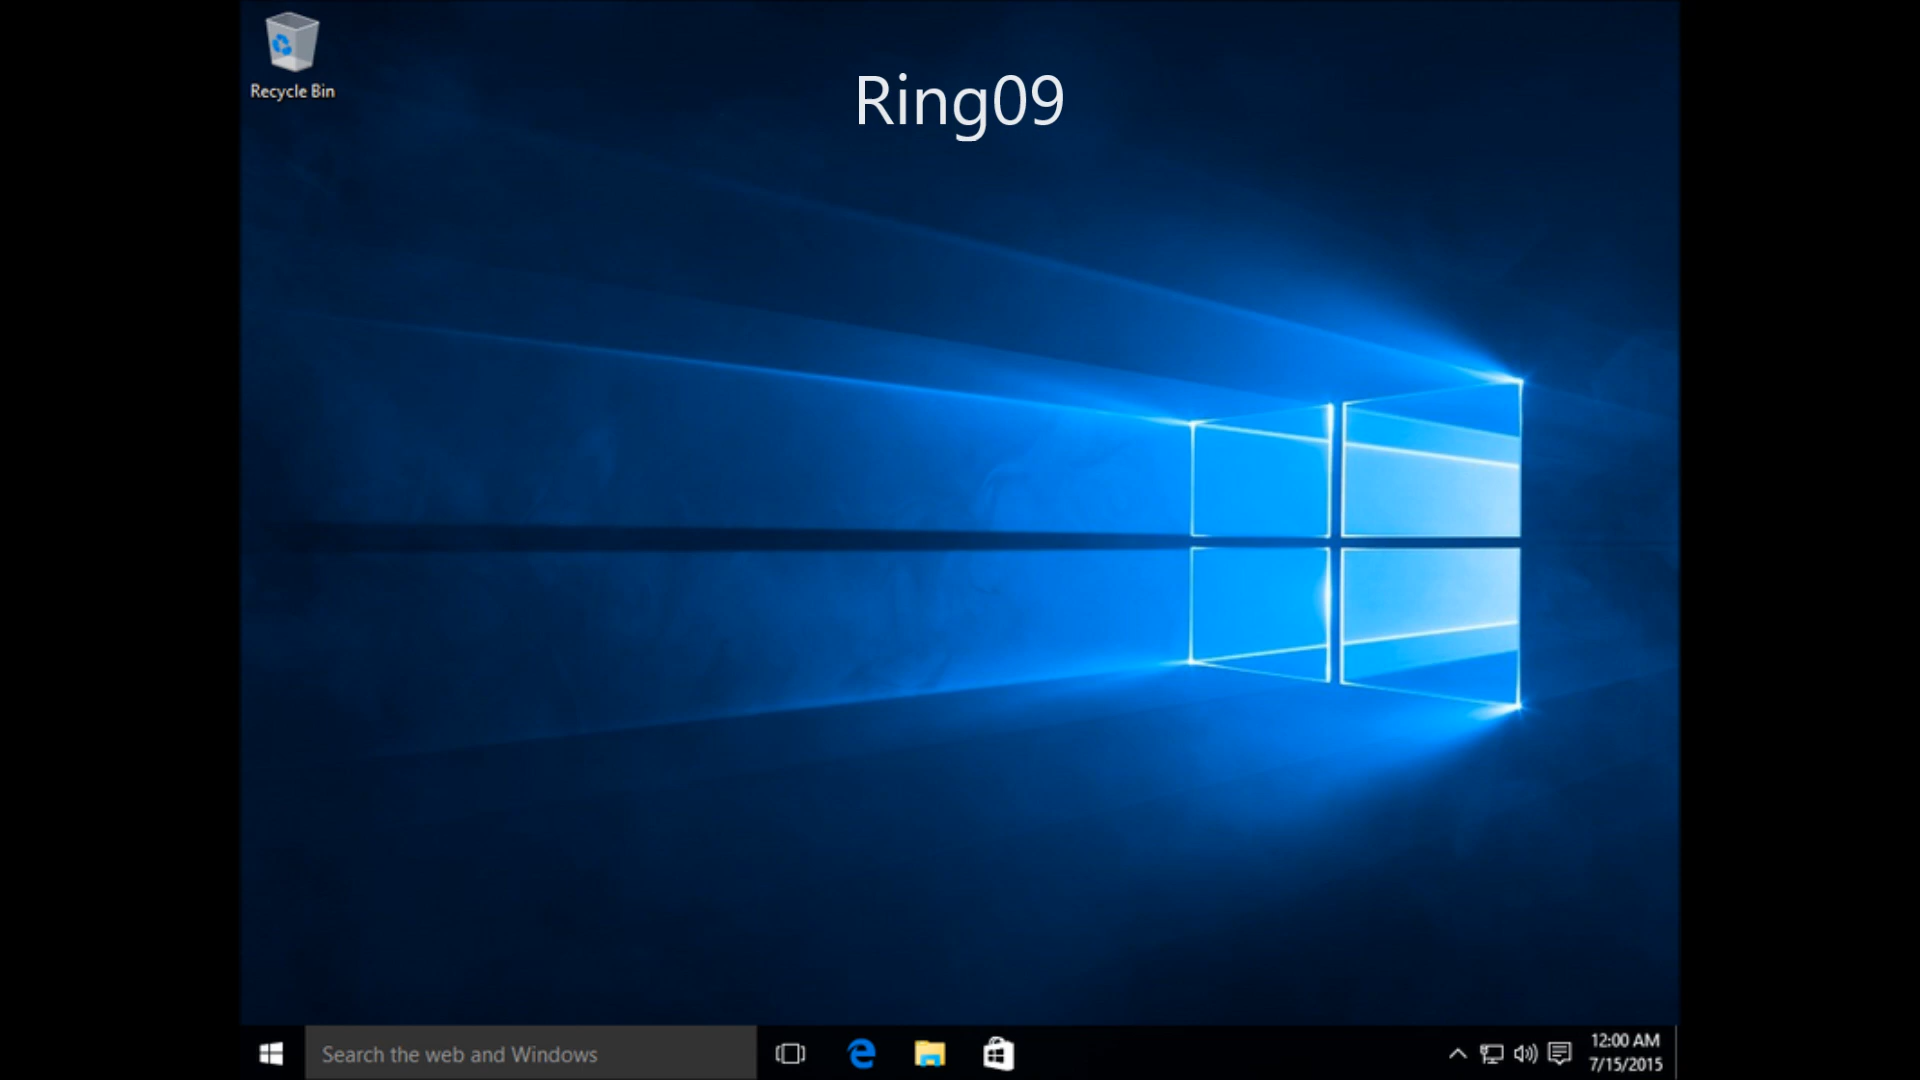 Recycle Bin
Ring09
Search the web and Windows
12:00 AM
7/15/2015